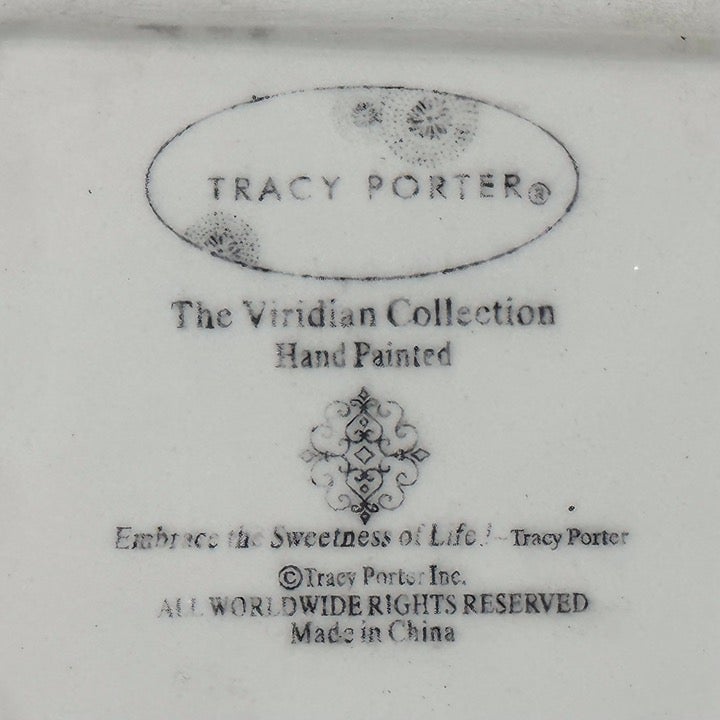 TRACY PORTER®
The Viridian Collection
Hand Painted
Embrace the Sweetness of Life! ~ Tracy Porter
©Tracy Porter Inc.
ALL WORLDWIDE RIGHTS RESERVED
Made in China